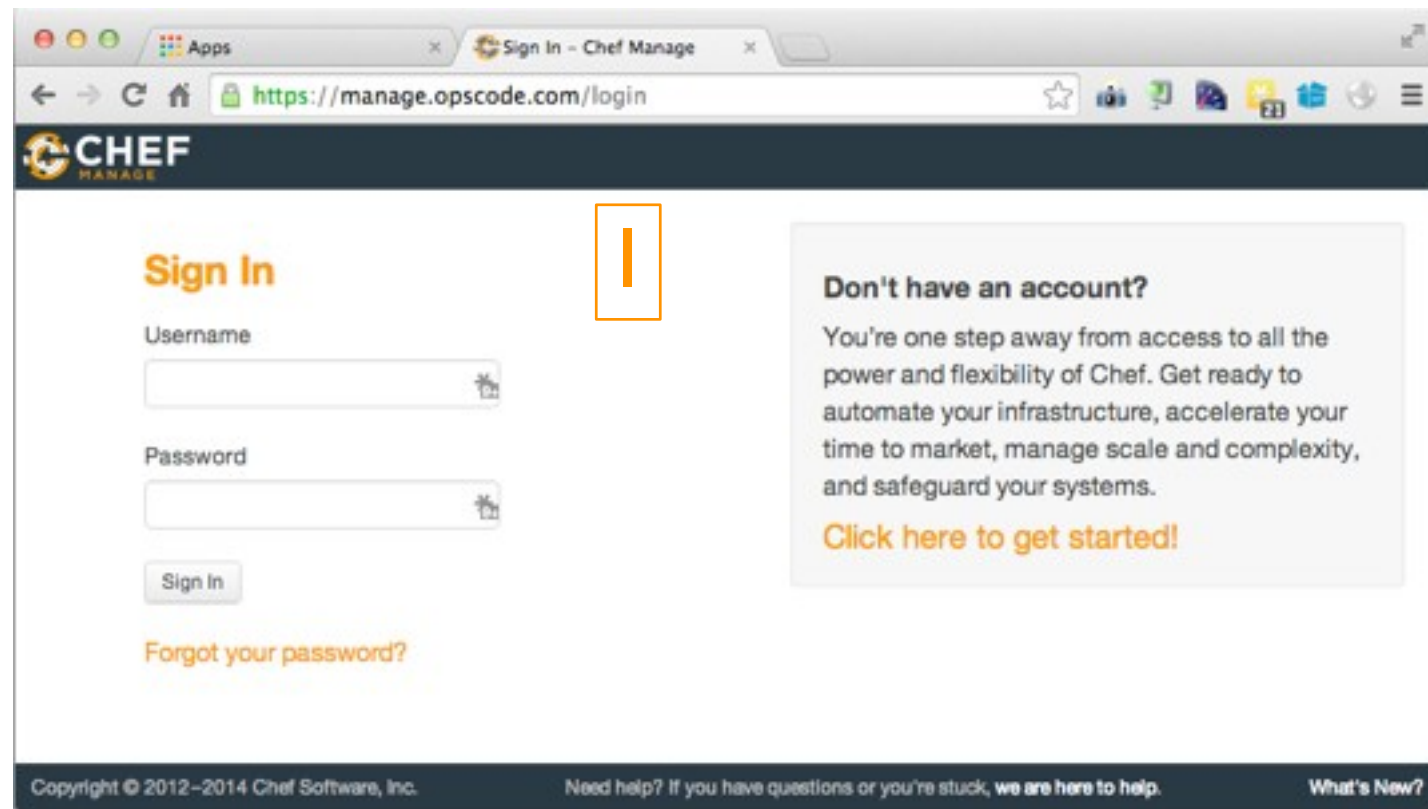 Apps
Sign In - Chef Manage
https://manage.opscode.com/login
21
CHEF
MANAGE
I
Sign In
Username
Password
Sign In
Forgot your password?
Don't have an account?
You're one step away from access to all the
power and flexibility of Chef. Get ready to
automate your infrastructure, accelerate your
time to market, manage scale and complexity,
and safeguard your systems.
Click here to get started!
Copyright © 2012–2014 Chef Software, Inc.
Need help? If you have questions or you're stuck, we are here to help.
What's New?